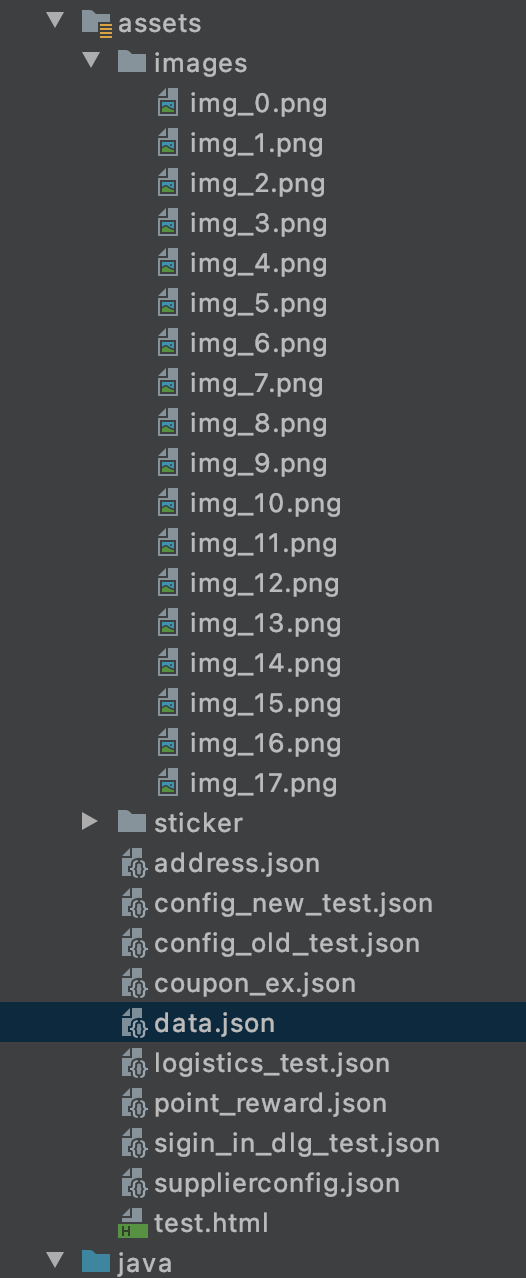 assets
images
img_0.png
img_1.png
img_2.png
img_3.png
img_4.png
img_5.png
img_6.png
img_7.png
img_8.png
img_9.png
img_10.png
img_11.png
img_12.png
img_13.png
img_14.png
img_15.png
img_16.png
img_17.png
sticker
address.json
config_new_test.json
config_old_test.json
coupon_ex.json
data.json
logistics_test.json
point_reward.json
sigin_in_dlg_test.json
supplierconfig.json
H test.html
java